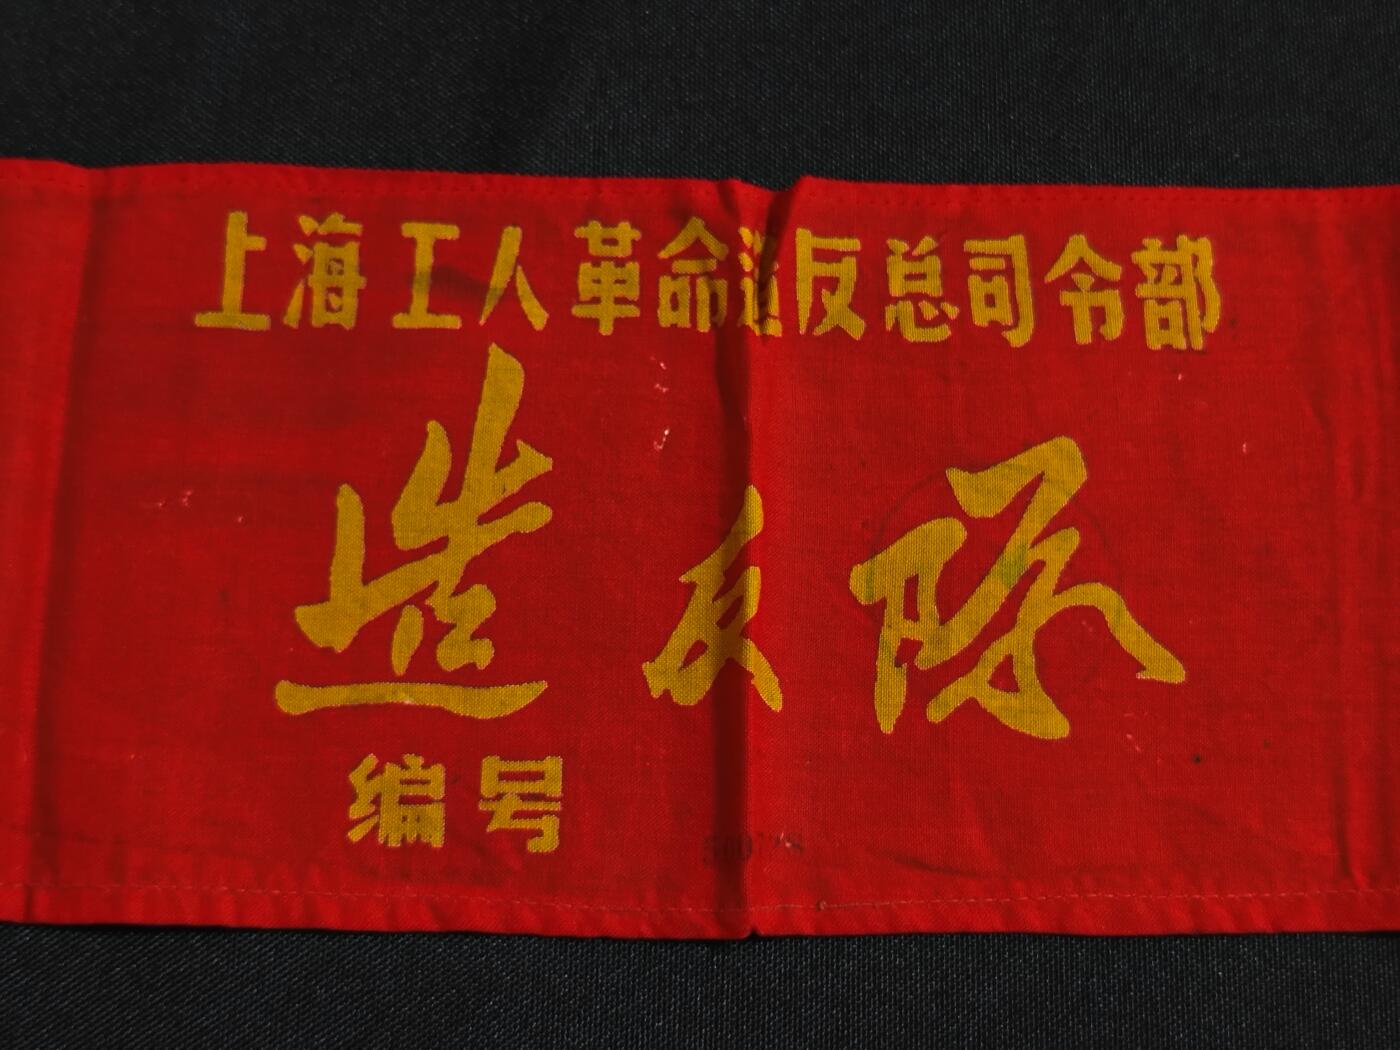 上海工人革命造反总司令部
造反队
编号